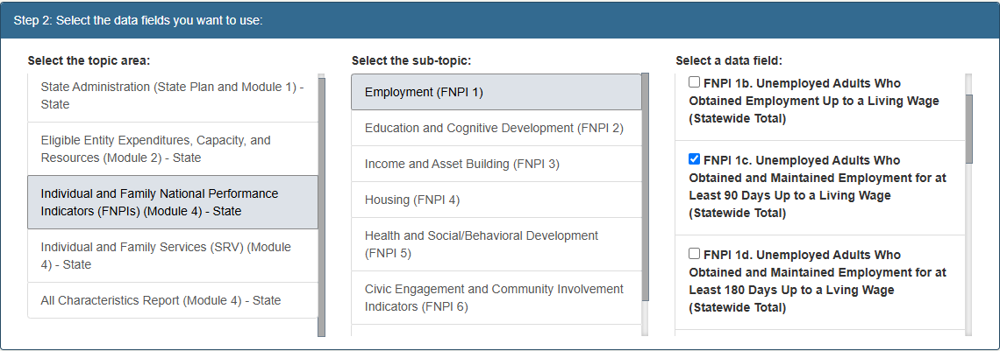 Step 2: Select the data fields you want to use:
Select the topic area:
State Administration (State Plan and Module 1) -
State
Eligible Entity Expenditures, Capacity, and
Resources (Module 2) - State
Individual and Family National Performance
Indicators (FNPIs) (Module 4) - State
Individual and Family Services (SRV) (Module
4) - State
All Characteristics Report (Module 4) - State
Select the sub-topic:
Employment (FNPI 1)
Education and Cognitive Development (FNPI 2)
Income and Asset Building (FNPI 3)
Housing (FNPI 4)
Health and Social/Behavioral Development
(FNPI 5)
Civic Engagement and Community Involvement
Indicators (FNPI 6)
Select a data field:
FNPI 1b. Unemployed Adults Who
Obtained Employment Up to a Living Wage
(Statewide Total)
FNPI 1c. Unemployed Adults Who
Obtained and Maintained Employment for at
Least 90 Days Up to a Living Wage
(Statewide Total)
FNPI 1d. Unemployed Adults Who
Obtained and Maintained Employment for at
Least 180 Days Up to a Lving Wage
(Statewide Total)